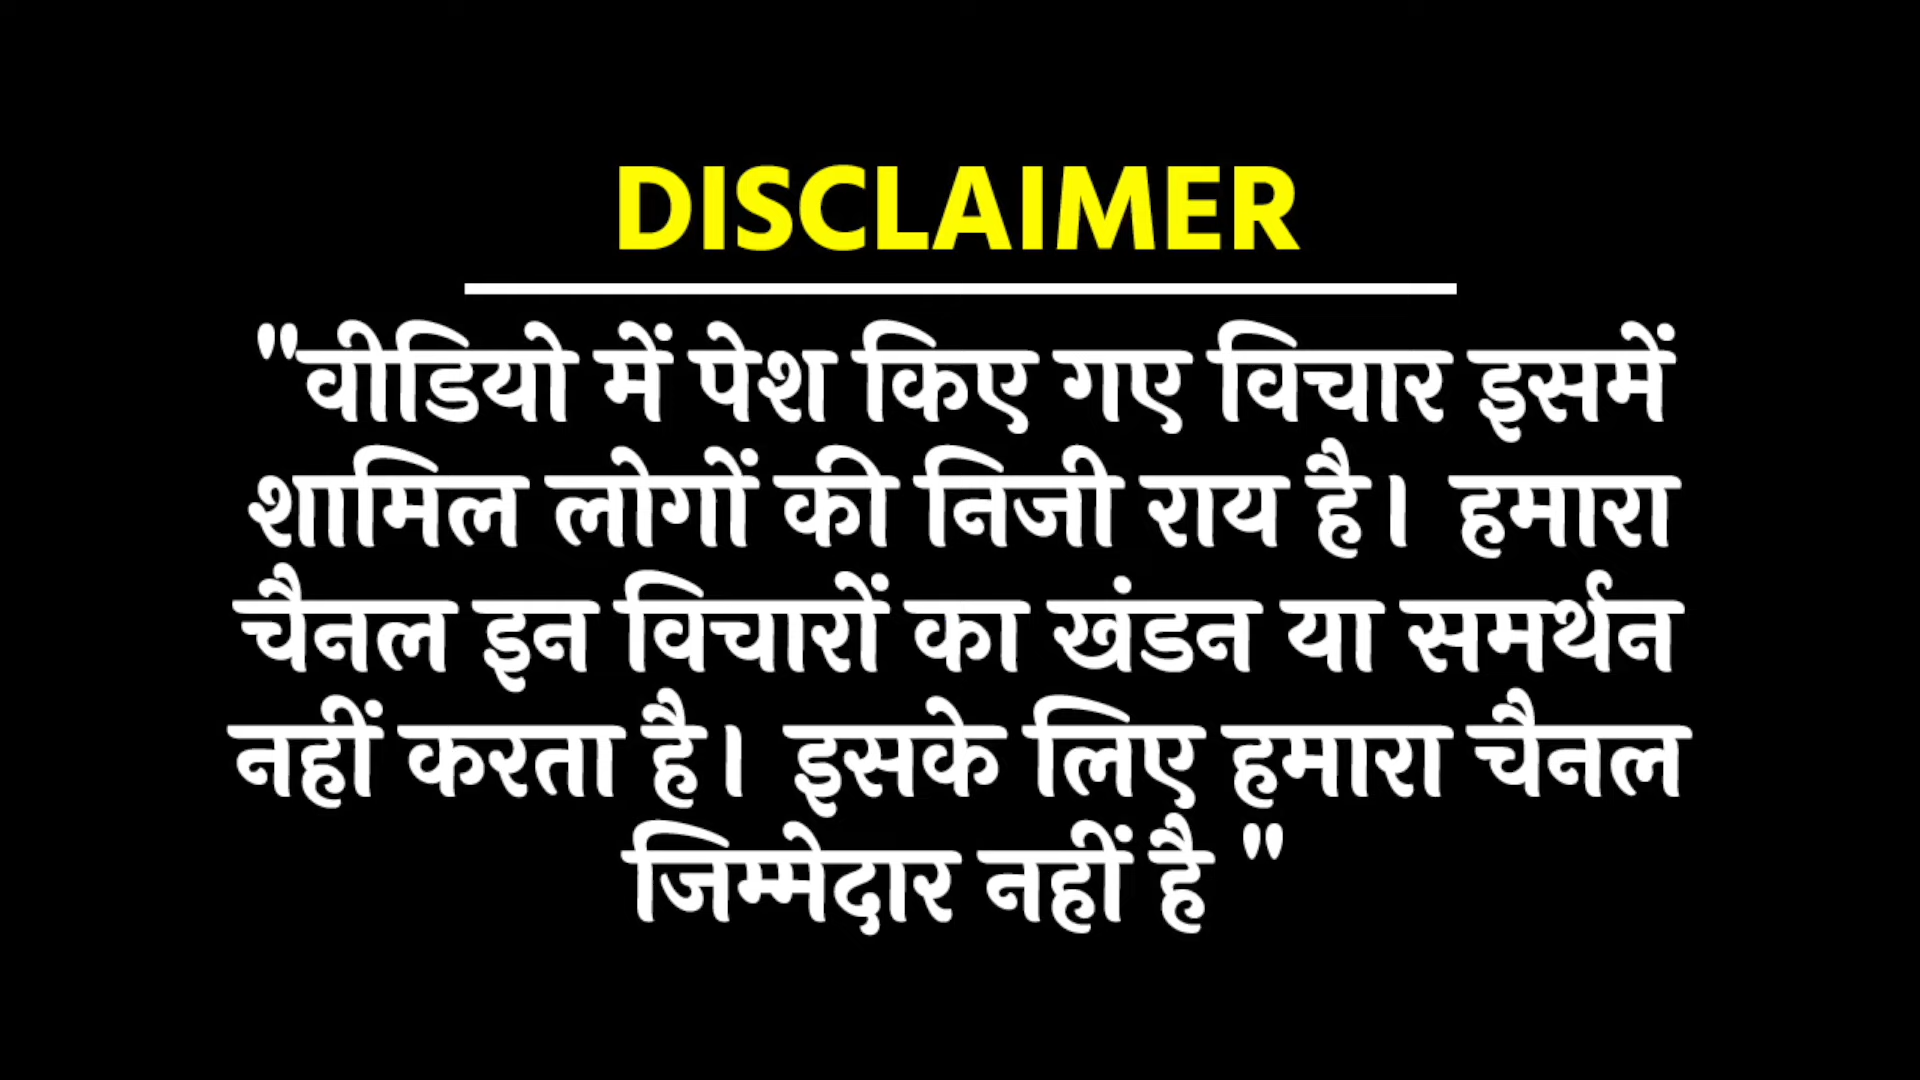 DISCLAIMER
"वीडियो में पेश किए गए विचार इसमें
शामिल लोगों की निजी राय है। हमारा
चैनल इन विचारों का खंडन या समर्थन
नहीं करता है। इसके लिए हमारा चैनल
जिम्मेदार नहीं है "